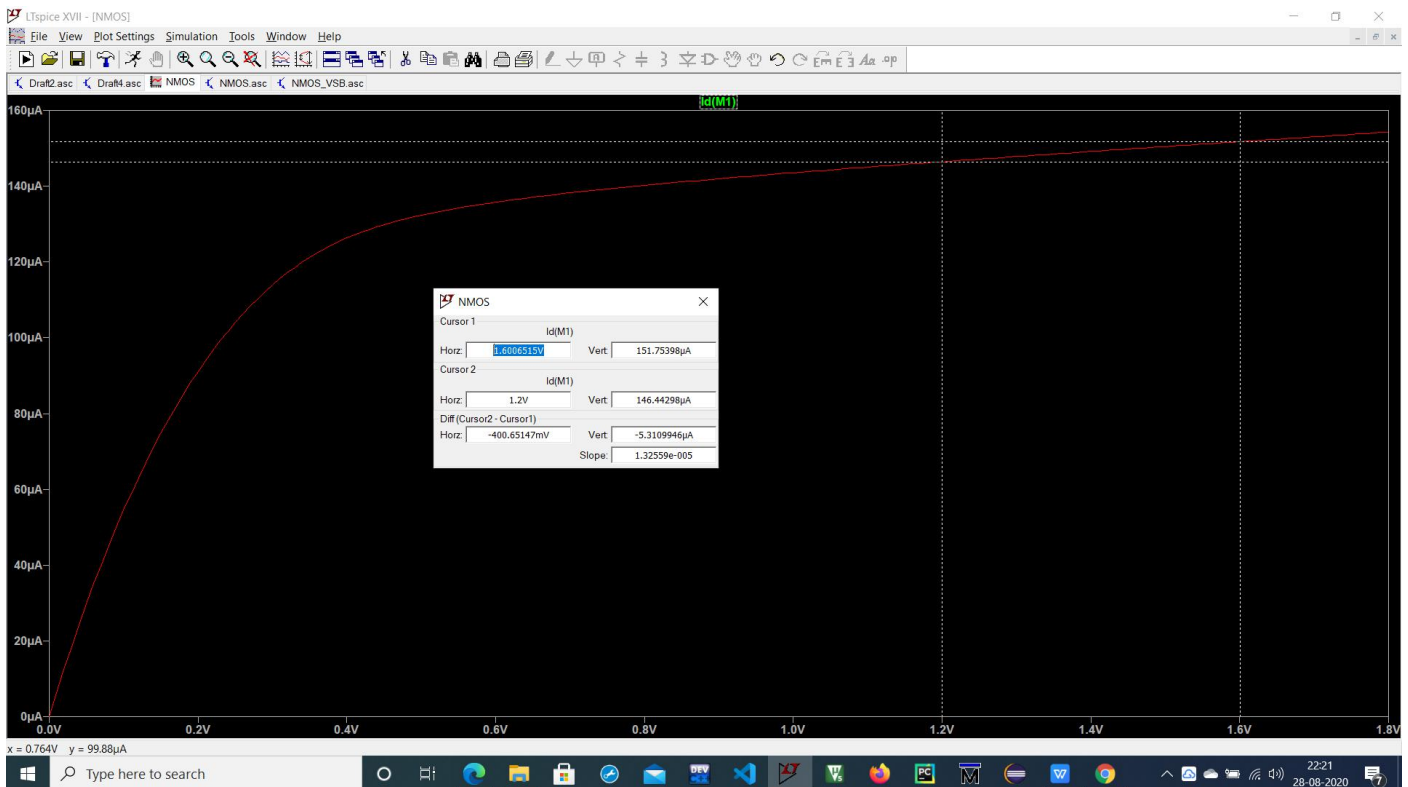 LTspice XVII - [NMOS]
File View Plot Settings Simulation Tools Window Help
Draft2.asc Draft4.asc NMOS NMOS.asc NMOS_VSB.asc
Id(M1)
160µA
140µA
120µA
100µA
80µA
60µA
40µA
20µA
0µA
NMOS
Cursor 1
Id(M1)
Horz: 1.6006515V Vert: 151.75398µA
Cursor 2
Id(M1)
Horz: 1.2V Vert: 146.44298µA
Diff (Cursor2 - Cursor1)
Horz: -400.65147mV Vert: -5.3109946µA
Slope: 1.32559e-005
0.0V 0.2V 0.4V 0.6V 0.8V 1.0V 1.2V 1.4V 1.6V 1.8V
x = 0.764V y = 99.88µA
Type here to search
22:21
28-08-2020
7